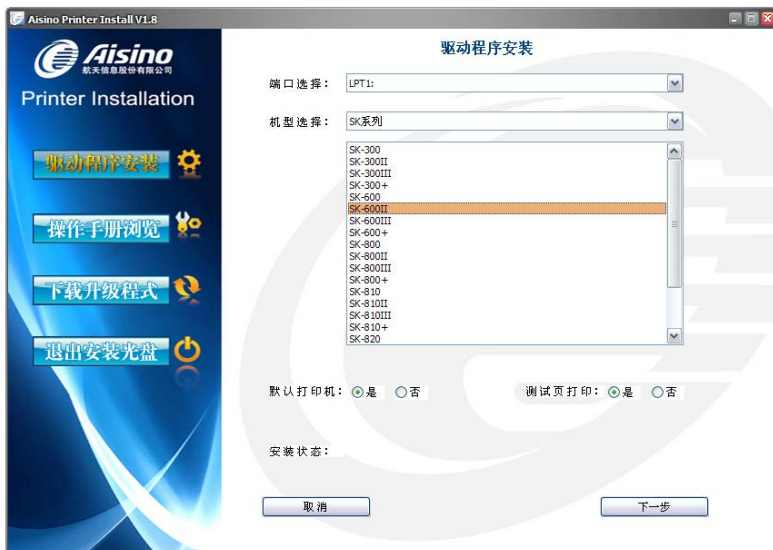 Aisino Printer Install V1.8
Aisino
航天信息股份有限公司
Printer Installation
驱动程序安装
操作手册浏览
下载升级程式
退出安装光盘
驱动程序安装
端口选择： LPT1:
机型选择： SK系列
SK-300
SK-300II
SK-300III
SK-300+
SK-600
SK-600II
SK-600III
SK-600+
SK-800
SK-800II
SK-800III
SK-800+
SK-810
SK-810II
SK-810III
SK-810+
SK-820
默认打印机： 是 否 测试页打印： 是 否
安装状态：
取消 下一步